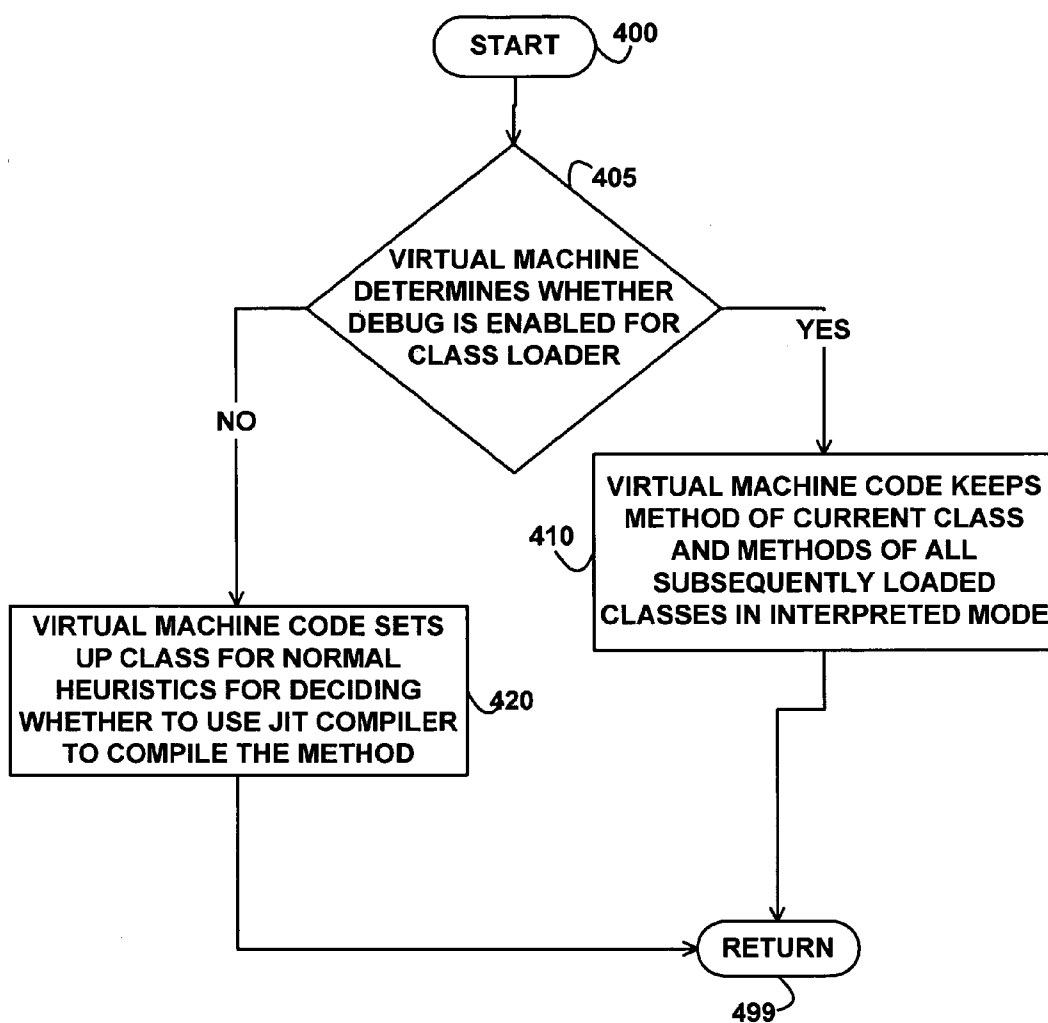 START
400
405
VIRTUAL MACHINE
DETERMINES WHETHER
DEBUG IS ENABLED FOR
CLASS LOADER
YES
NO
VIRTUAL MACHINE CODE KEEPS
METHOD OF CURRENT CLASS
AND METHODS OF ALL
SUBSEQUENTLY LOADED
CLASSES IN INTERPRETED MODE
410
VIRTUAL MACHINE CODE SETS
UP CLASS FOR NORMAL
HEURISTICS FOR DECIDING
WHETHER TO USE JIT COMPILER
TO COMPILE THE METHOD
420
RETURN
499